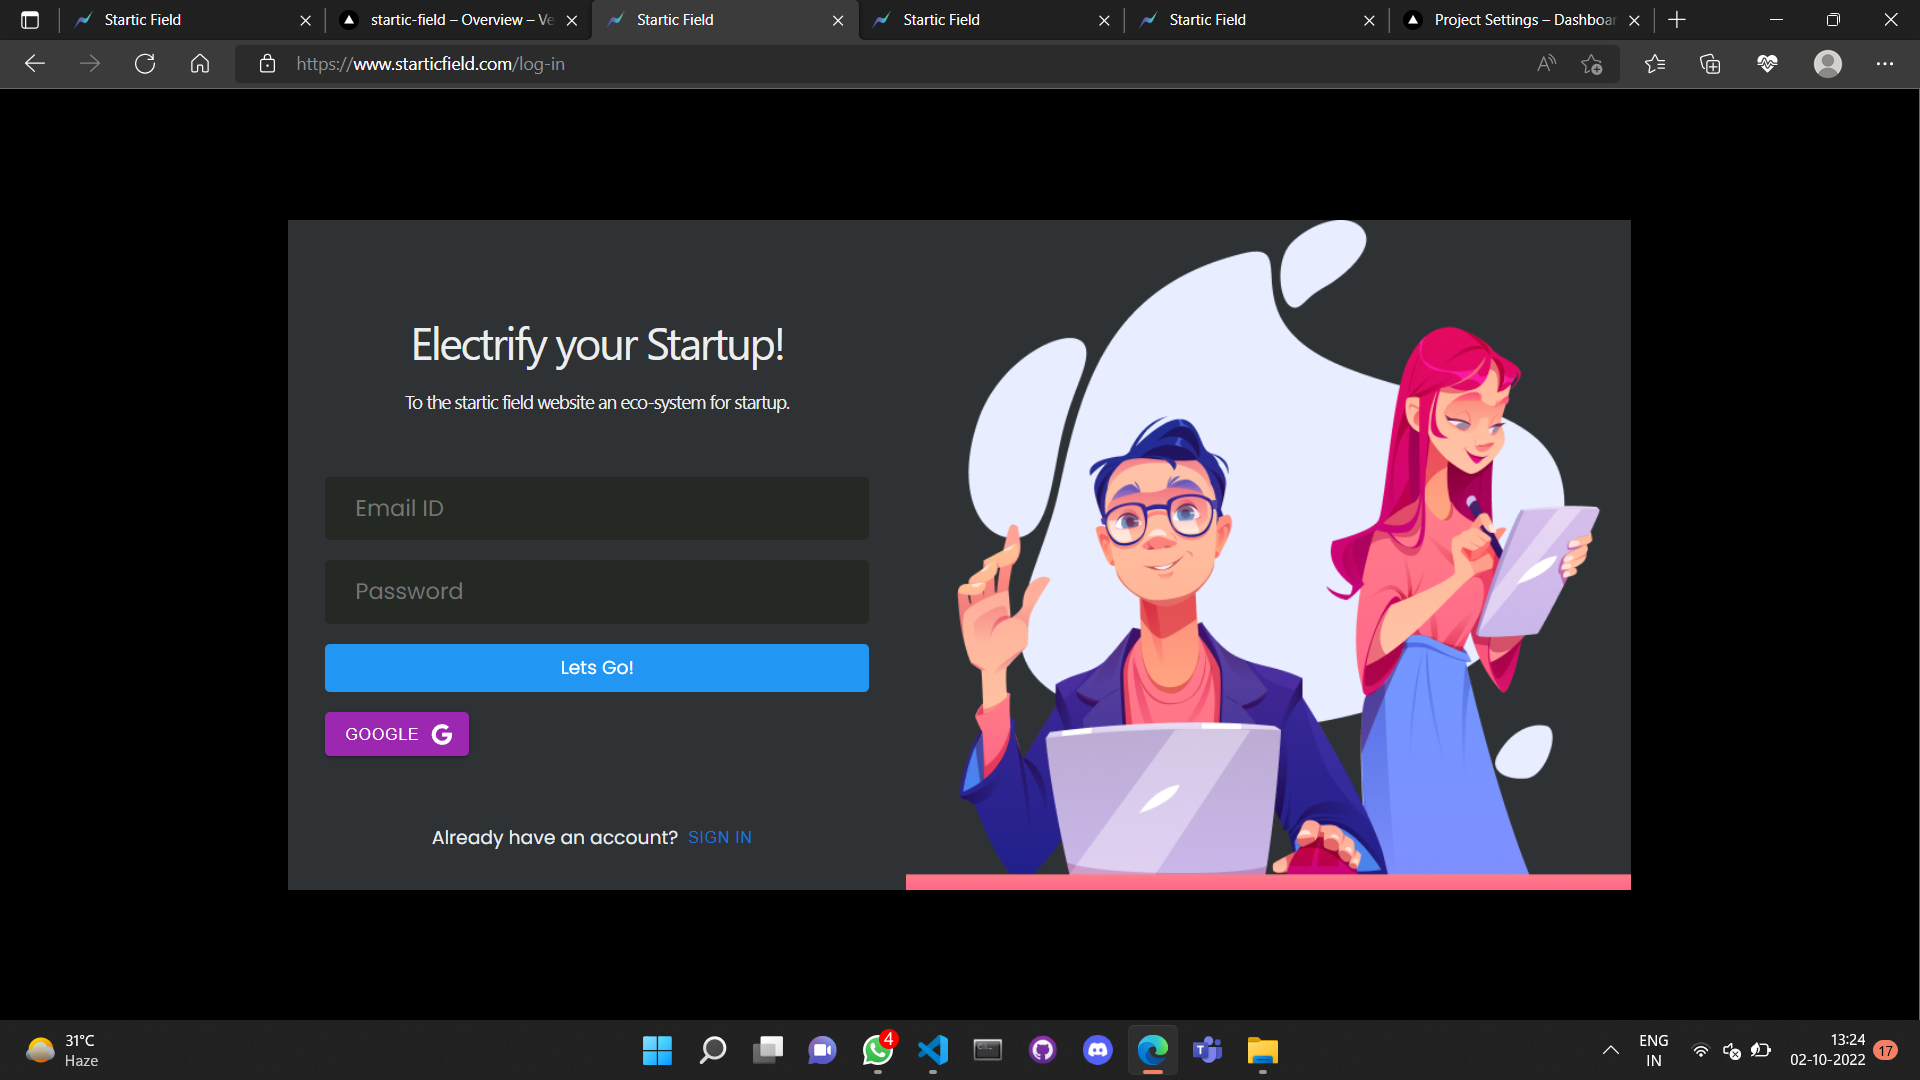 Startic Field
startic-field – Overview – Ve
Startic Field
Startic Field
Startic Field
Project Settings – Dashboar
https://www.starticfield.com/log-in
Electrify your Startup!
To the startic field website an eco-system for startup.
Email ID
Password
Lets Go!
GOOGLE G
Already have an account? SIGN IN
31°C
Haze
4
ENG
IN
13:24
02-10-2022
17